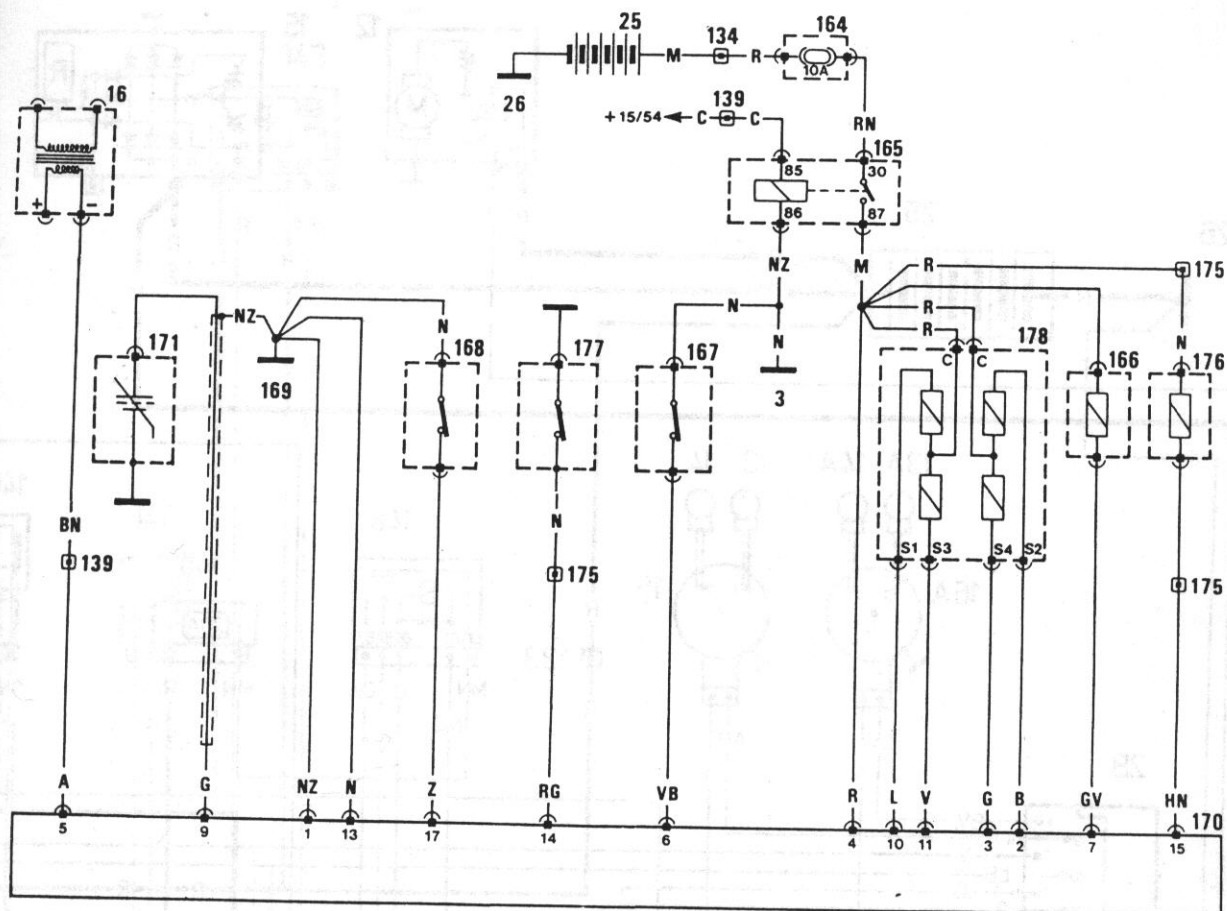 25
164
134
M
R
10A
26
16
139
+15/54
C
C
RN
165
85
30
86
87
+
−
NZ
M
R
175
R
R
N
N
NZ
N
N
171
168
177
167
C
C
178
166
176
169
3
BN
139
N
175
S1
S3
S4
S2
175
A
G
NZ
N
Z
RG
VB
R
L
V
G
B
GV
HN
170
5
9
1
13
17
14
6
4
10
11
3
2
7
15